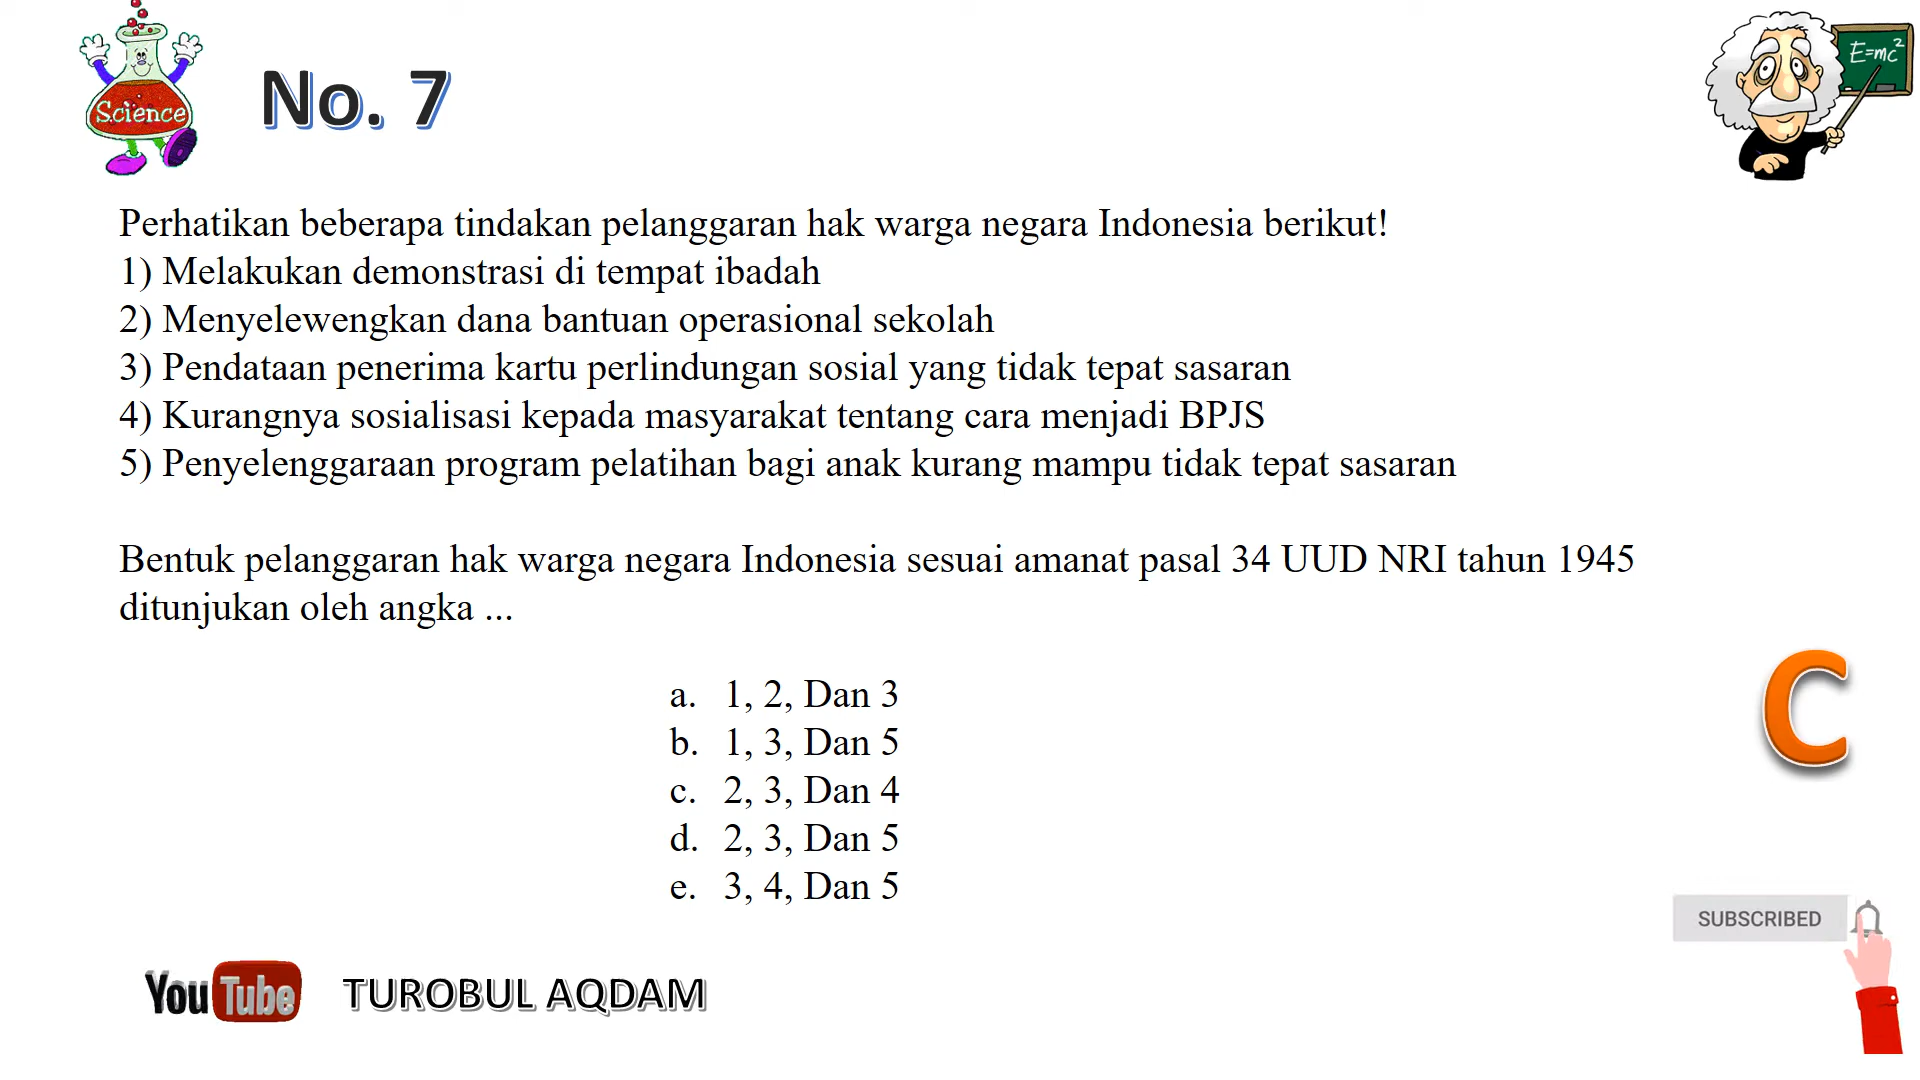 Science
No. 7
E=mc²
Perhatikan beberapa tindakan pelanggaran hak warga negara Indonesia berikut!
1) Melakukan demonstrasi di tempat ibadah
2) Menyelewengkan dana bantuan operasional sekolah
3) Pendataan penerima kartu perlindungan sosial yang tidak tepat sasaran
4) Kurangnya sosialisasi kepada masyarakat tentang cara menjadi BPJS
5) Penyelenggaraan program pelatihan bagi anak kurang mampu tidak tepat sasaran
Bentuk pelanggaran hak warga negara Indonesia sesuai amanat pasal 34 UUD NRI tahun 1945
ditunjukan oleh angka ...
a. 1, 2, Dan 3
b. 1, 3, Dan 5
c. 2, 3, Dan 4
d. 2, 3, Dan 5
e. 3, 4, Dan 5
C
SUBSCRIBED
YouTube TUROBUL AQDAM